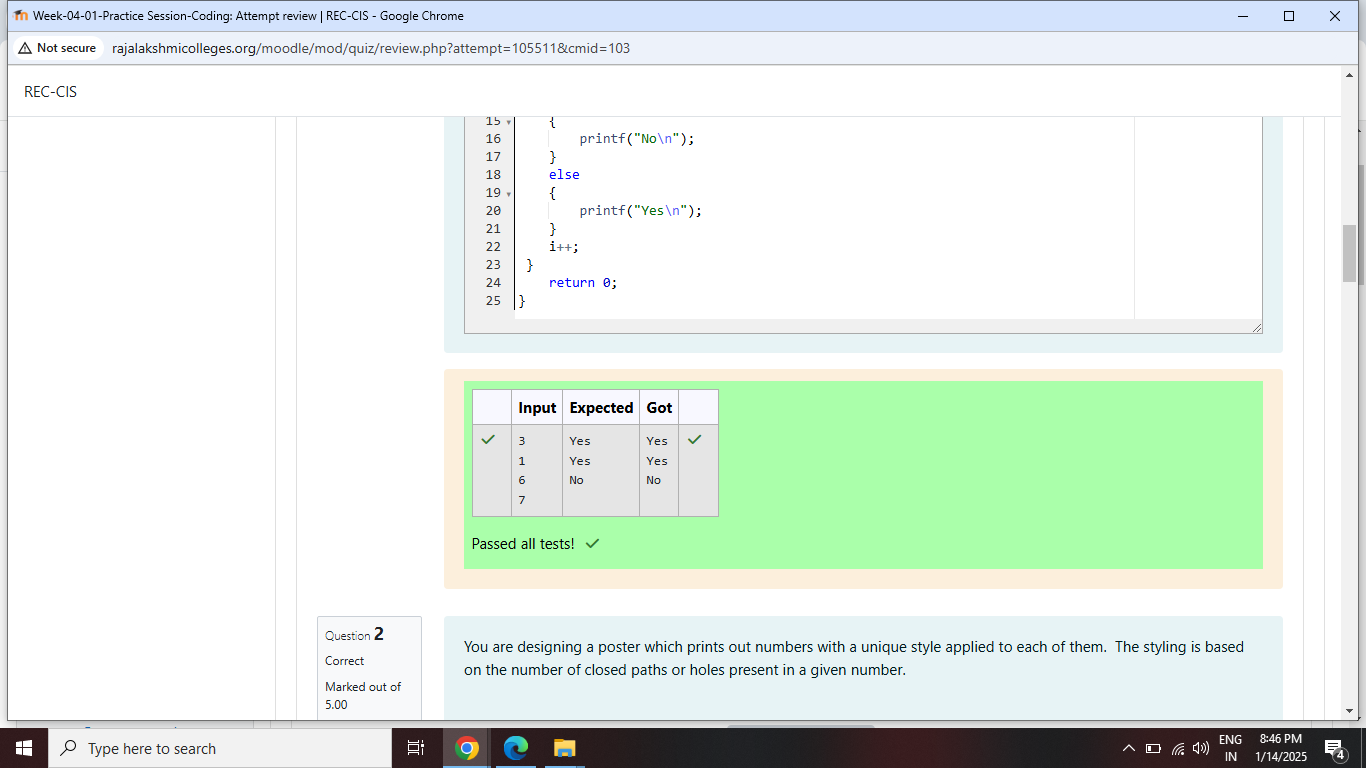 Week-04-01-Practice Session-Coding: Attempt review | REC-CIS - Google Chrome
Not secure rajalakshmicolleges.org/moodle/mod/quiz/review.php?attempt=105511&cmid=103
REC-CIS
15 {
16 printf("No\n");
17 }
18 else
19 {
20 printf("Yes\n");
21 }
22 i++;
23 }
24 return 0;
25 }
Input Expected Got
3 Yes Yes
1 Yes Yes
6 No No
7
Passed all tests!
Question 2
Correct
Marked out of
5.00
You are designing a poster which prints out numbers with a unique style applied to each of them. The styling is based
on the number of closed paths or holes present in a given number.
Type here to search
ENG
IN
8:46 PM
1/14/2025
4